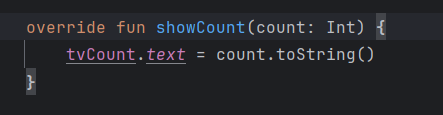 override fun showCount(count: Int) {
    tvCount.text = count.toString()
}